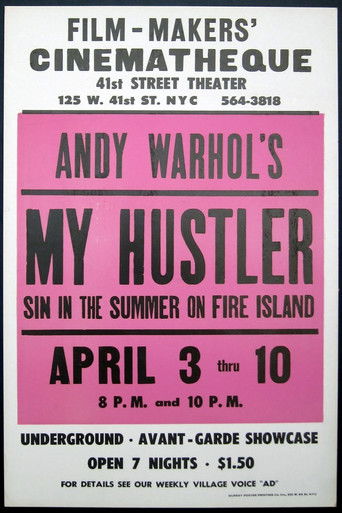 FILM-MAKERS'
CINEMATHEQUE
41st STREET THEATER
125 W. 41st ST. NYC 564-3818
ANDY WARHOL'S
MY HUSTLER
SIN IN THE SUMMER ON FIRE ISLAND
APRIL 3 thru 10
8 P.M. and 10 P.M.
UNDERGROUND · AVANT-GARDE SHOWCASE
OPEN 7 NIGHTS · $1.50
FOR DETAILS SEE OUR WEEKLY VILLAGE VOICE "AD"